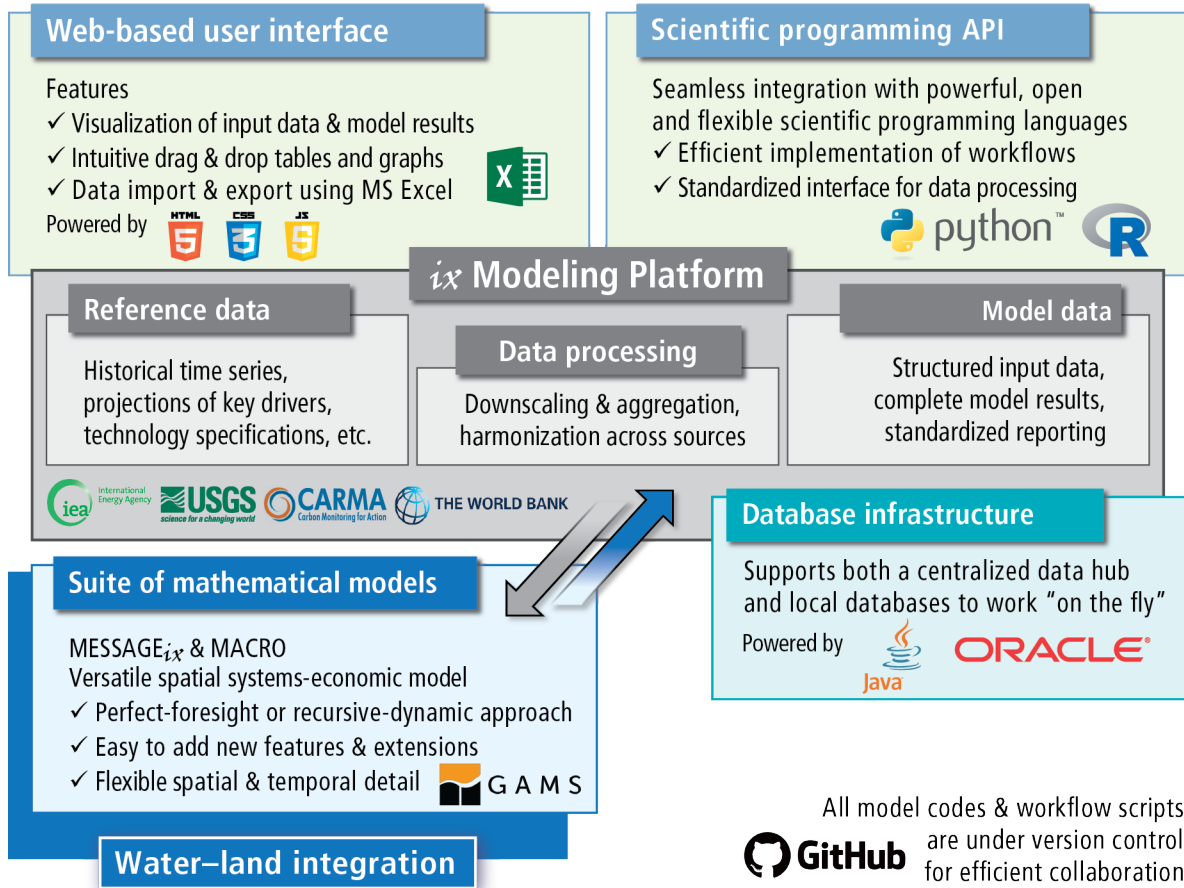 Web-based user interface
Features
✓ Visualization of input data & model results
✓ Intuitive drag & drop tables and graphs
✓ Data import & export using MS Excel
X
Powered by
HTML
5
CSS
3
JS
5
Scientific programming API
Seamless integration with powerful, open
and flexible scientific programming languages
✓ Efficient implementation of workflows
✓ Standardized interface for data processing
python™
R
ix Modeling Platform
Reference data
Historical time series,
projections of key drivers,
technology specifications, etc.
Data processing
Downscaling & aggregation,
harmonization across sources
Model data
Structured input data,
complete model results,
standardized reporting
iea
International
Energy Agency
USGS
science for a changing world
CARMA
Carbon Monitoring for Action
THE WORLD BANK
Database infrastructure
Supports both a centralized data hub
and local databases to work “on the fly”
Powered by
Java
ORACLE®
Suite of mathematical models
MESSAGEix & MACRO
Versatile spatial systems-economic model
✓ Perfect-foresight or recursive-dynamic approach
✓ Easy to add new features & extensions
✓ Flexible spatial & temporal detail
GAMS
Water–land integration
All model codes & workflow scripts
are under version control
for efficient collaboration
GitHub